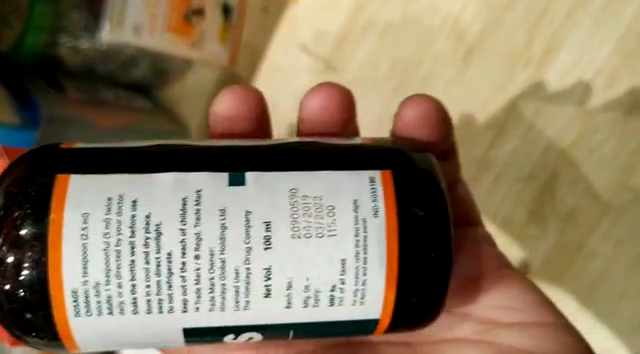 DOSAGE:
Children: ½ teaspoon (2.5 ml)
twice daily.
Adults: 1 teaspoonful (5 ml) twice
daily, or as directed by your doctor.
Shake the bottle well before use.
Store in a cool and dry place,
away from direct sunlight.
Do not refrigerate.
Keep out of the reach of children.
Trade Mark / ® Regd. Trade Mark
Trade Mark Owner:
Himalaya Global Holdings Ltd.
Licensed User:
The Himalaya Drug Company
Net Vol. 100 ml
Batch No.: 20900590
Mfg. Dt. - 04/2019
Expiry: 03/2022
MRP Rs. 115.00
Incl. of all taxes
S